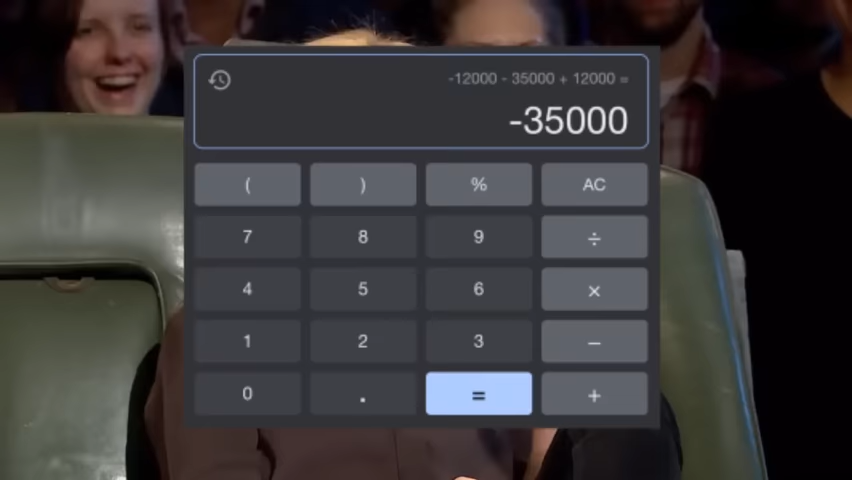 -12000 - 35000 + 12000 =
-35000
( ) % AC
7 8 9 ÷
4 5 6 ×
1 2 3 −
0 . = +